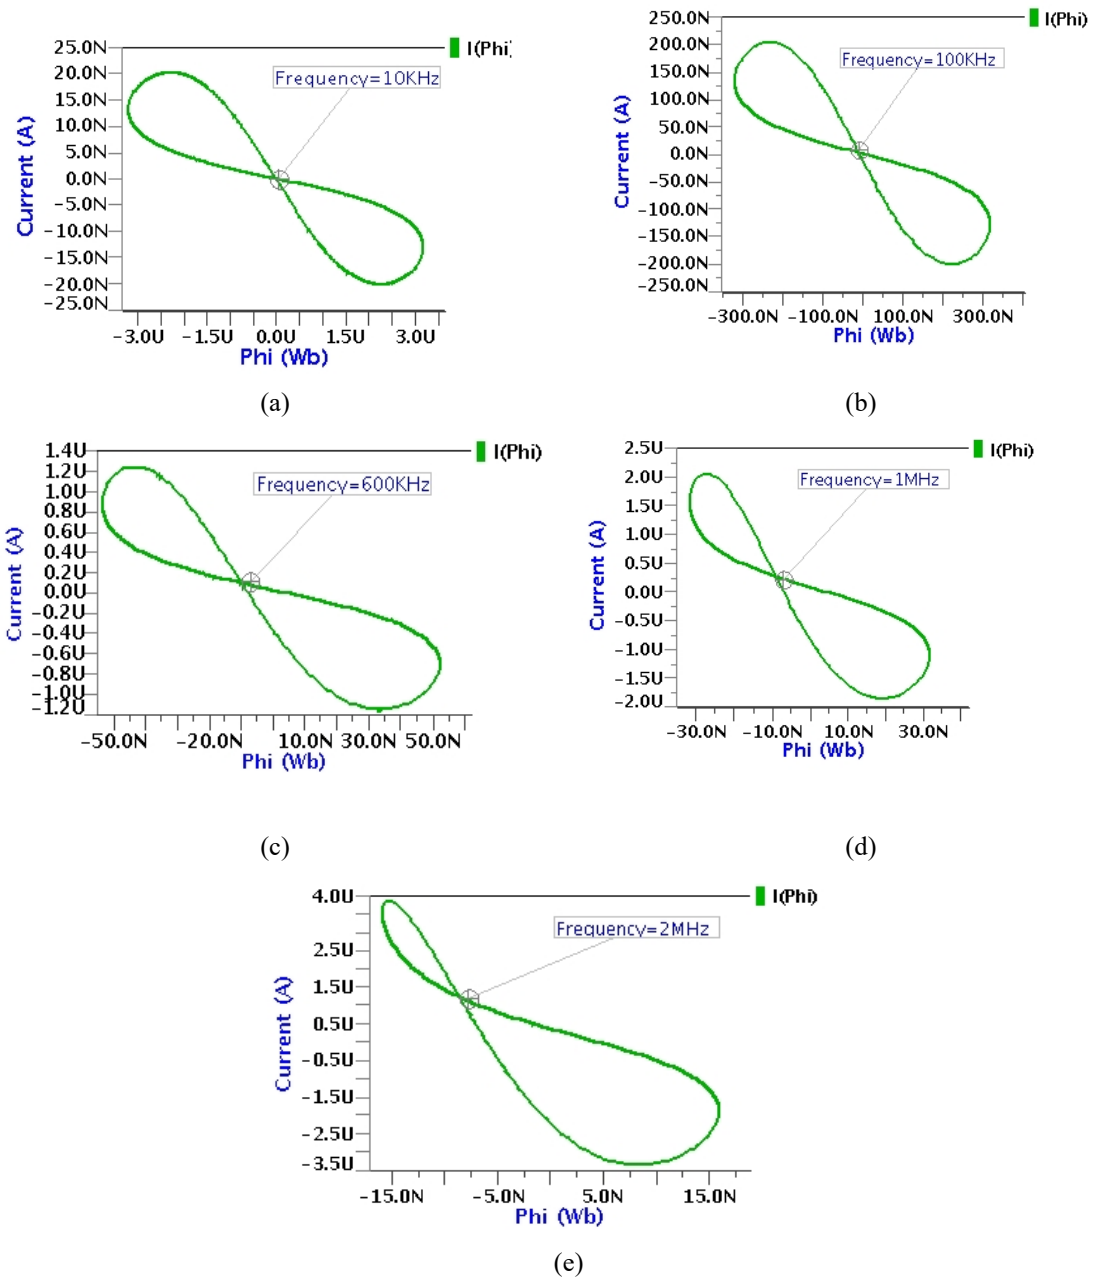 25.0N
20.0N
15.0N
10.0N
5.0N
0.0N
−5.0N
−10.0N
−15.0N
−20.0N
−25.0N
Current (A)
Frequency=10KHz
I(Phi)
−3.0U −1.5U 0.0U 1.5U 3.0U
Phi (Wb)
(a)
250.0N
200.0N
150.0N
100.0N
50.0N
0.0N
−50.0N
−100.0N
−150.0N
−200.0N
−250.0N
Current (A)
Frequency=100KHz
I(Phi)
−300.0N −100.0N 100.0N 300.0N
Phi (Wb)
(b)
1.4U
1.2U
1.0U
0.8U
0.6U
0.4U
0.2U
0.0U
−0.2U
−0.4U
−0.6U
−0.8U
−1.0U
−1.2U
Current (A)
Frequency=600KHz
I(Phi)
−50.0N −20.0N 10.0N 30.0N 50.0N
Phi (Wb)
(c)
2.5U
2.0U
1.5U
1.0U
0.5U
0.0U
−0.5U
−1.0U
−1.5U
−2.0U
Current (A)
Frequency=1MHz
I(Phi)
−30.0N −10.0N 10.0N 30.0N
Phi (Wb)
(d)
4.0U
2.5U
1.5U
0.5U
−0.5U
−1.5U
−2.5U
−3.5U
Current (A)
Frequency=2MHz
I(Phi)
−15.0N −5.0N 5.0N 15.0N
Phi (Wb)
(e)